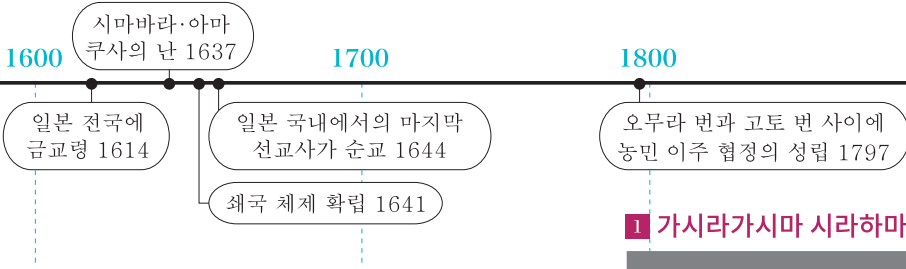 시마바라·아마
쿠사의 난 1637
1600
1700
1800
일본 전국에
금교령 1614
일본 국내에서의 마지막
선교사가 순교 1644
오무라 번과 고토 번 사이에
농민 이주 협정의 성립 1797
쇄국 체제 확립 1641
1 가시라가시마 시라하마